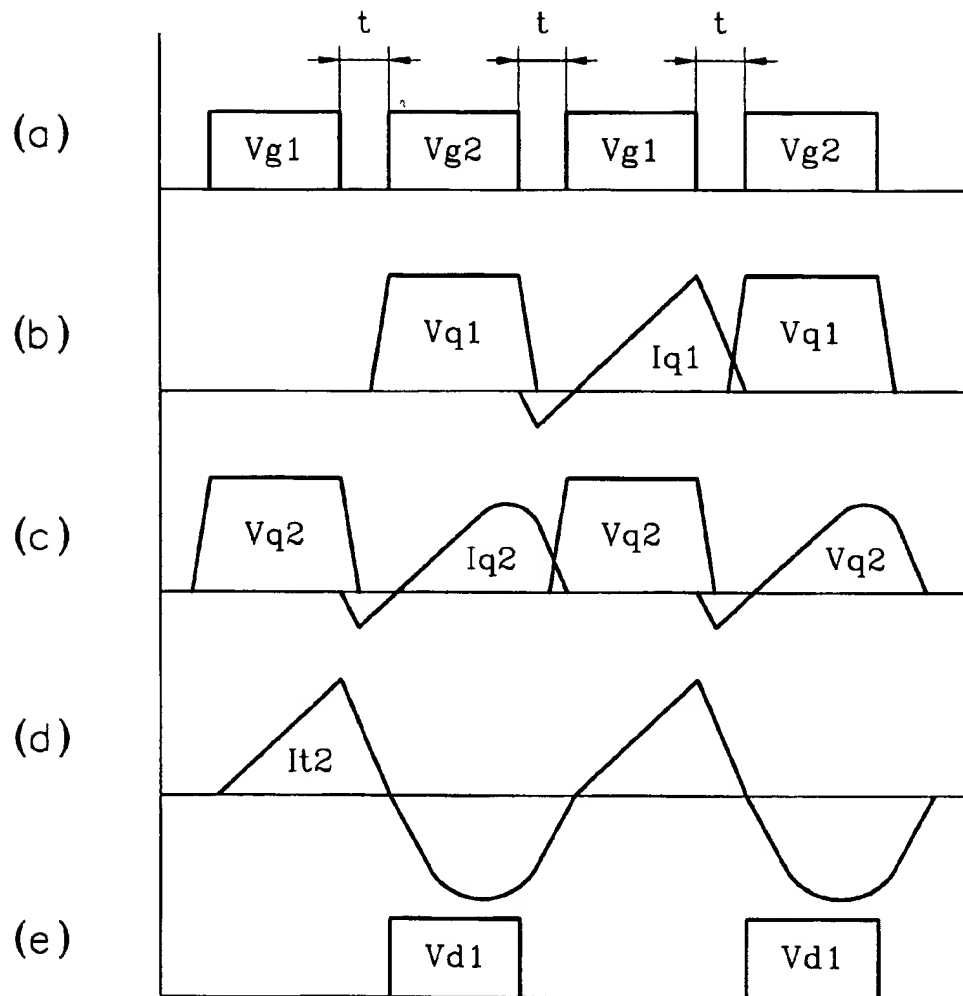 t t t
(a) Vg1 Vg2 Vg1 Vg2
(b) Vq1 Iq1 Vq1
(c) Vq2 Iq2 Vq2 Vq2
(d) It2
(e) Vd1 Vd1